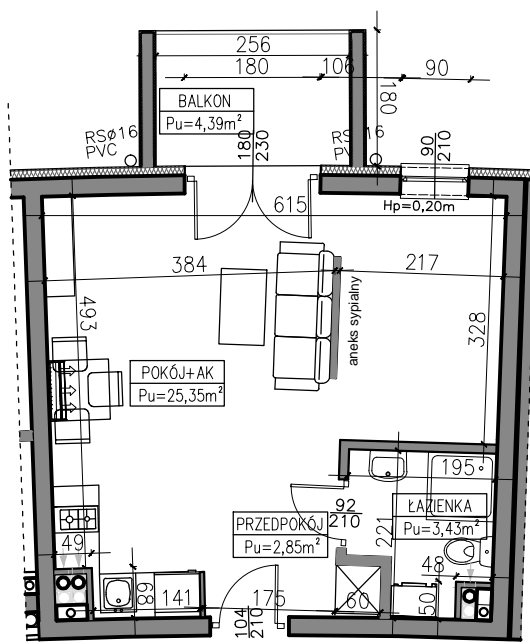 256
180
106
90
180
BALKON
Pu=4,39m²
RSø16
PVC
180
230
RSø16
PVC
90
210
Hp=0,20m
615
384
217
493
328
aneks sypialny
POKÓJ+AK
Pu=25,35m²
195
92
210
221
ŁAZIENKA
Pu=3,43m²
PRZEDPOKÓJ
Pu=2,85m²
49
48
89
141
175
60
50
104
210